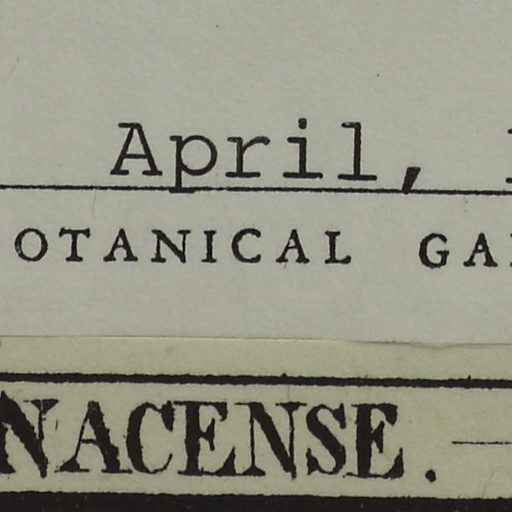 April,
OTANICAL GA
NACENSE.